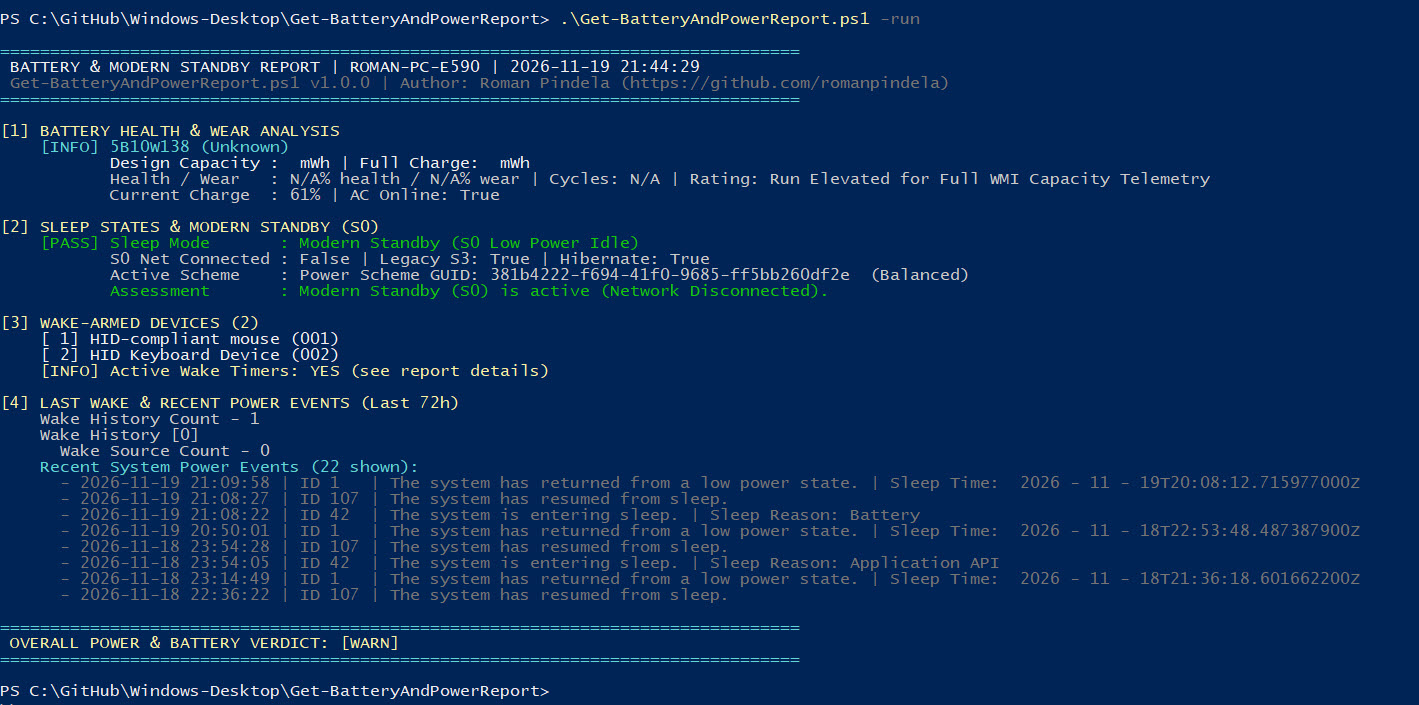 PS C:\GitHub\Windows-Desktop\Get-BatteryAndPowerReport> .\Get-BatteryAndPowerReport.ps1 -run
================================================================================
BATTERY & MODERN STANDBY REPORT | ROMAN-PC-E590 | 2026-11-19 21:44:29
Get-BatteryAndPowerReport.ps1 v1.0.0 | Author: Roman Pindela (https://github.com/romanpindela)
================================================================================
[1] BATTERY HEALTH & WEAR ANALYSIS
[INFO] 5B10W138 (Unknown)
Design Capacity :  mWh | Full Charge:  mWh
Health / Wear   : N/A% health / N/A% wear | Cycles: N/A | Rating: Run Elevated for Full WMI Capacity Telemetry
Current Charge  : 61% | AC Online: True
[2] SLEEP STATES & MODERN STANDBY (S0)
[PASS] Sleep Mode       : Modern Standby (S0 Low Power Idle)
S0 Net Connected : False | Legacy S3: True | Hibernate: True
Active Scheme    : Power Scheme GUID: 381b4222-f694-41f0-9685-ff5bb260df2e  (Balanced)
Assessment       : Modern Standby (S0) is active (Network Disconnected).
[3] WAKE-ARMED DEVICES (2)
[ 1] HID-compliant mouse (001)
[ 2] HID Keyboard Device (002)
[INFO] Active Wake Timers: YES (see report details)
[4] LAST WAKE & RECENT POWER EVENTS (Last 72h)
Wake History Count - 1
Wake History [0]
Wake Source Count - 0
Recent System Power Events (22 shown):
- 2026-11-19 21:09:58 | ID 1   | The system has returned from a low power state. | Sleep Time:  2026 - 11 - 19T20:08:12.715977000Z
- 2026-11-19 21:08:27 | ID 107 | The system has resumed from sleep.
- 2026-11-19 21:08:22 | ID 42  | The system is entering sleep. | Sleep Reason: Battery
- 2026-11-19 20:50:01 | ID 1   | The system has returned from a low power state. | Sleep Time:  2026 - 11 - 18T22:53:48.487387900Z
- 2026-11-18 23:54:28 | ID 107 | The system has resumed from sleep.
- 2026-11-18 23:54:05 | ID 42  | The system is entering sleep. | Sleep Reason: Application API
- 2026-11-18 23:14:49 | ID 1   | The system has returned from a low power state. | Sleep Time:  2026 - 11 - 18T21:36:18.601662200Z
- 2026-11-18 22:36:22 | ID 107 | The system has resumed from sleep.
================================================================================
OVERALL POWER & BATTERY VERDICT: [WARN]
================================================================================
PS C:\GitHub\Windows-Desktop\Get-BatteryAndPowerReport>